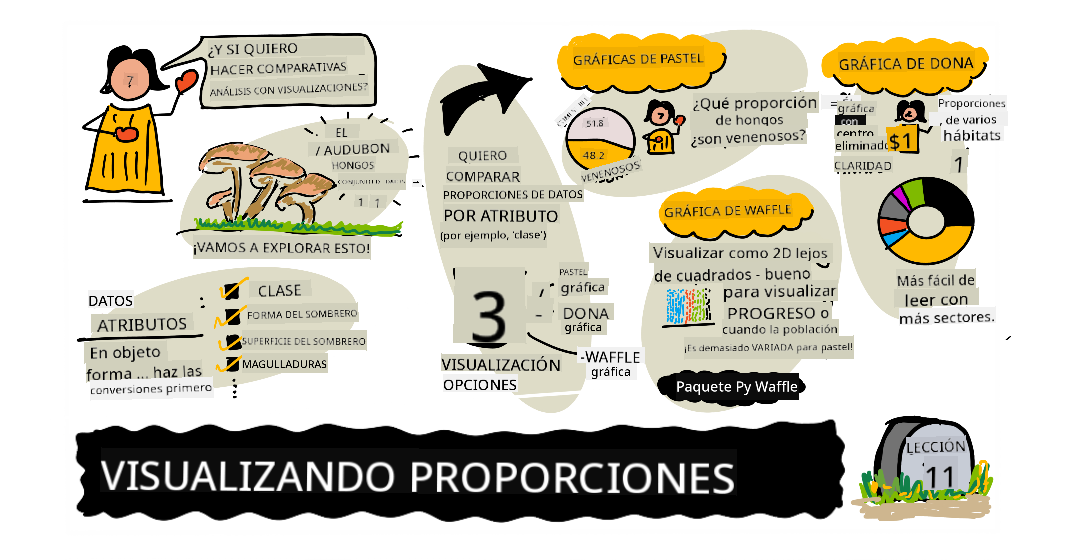 ¿Y SI QUIERO
HACER COMPARATIVAS
ANÁLISIS CON VISUALIZACIONES?
EL
/ AUDUBON
HONGOS
CONJUNTO DE DATOS
¡VAMOS A EXPLORAR ESTO!
DATOS
ATRIBUTOS
En objeto
forma ... haz las
conversiones primero
CLASE
FORMA DEL SOMBRERO
SUPERFICIE DEL SOMBRERO
MAGULLADURAS
QUIERO
COMPARAR
PROPORCIONES DE DATOS
POR ATRIBUTO
(por ejemplo, 'clase')
3
VISUALIZACIÓN
OPCIONES
PASTEL
gráfica
- DONA
gráfica
-WAFFLE
gráfica
GRÁFICAS DE PASTEL
51.8
48.2
VENENOSOS
¿Qué proporción
de hongos
¿son venenosos?
GRÁFICA DE WAFFLE
Visualizar como 2D lejos
de cuadrados - bueno
para visualizar
PROGRESO o
cuando la población
¡Es demasiado VARIADA para pastel!
Paquete Py Waffle
GRÁFICA DE DONA
gráfica
con
centro
eliminado
CLARIDAD
$1
Proporciones
de varios
hábitats
1
Más fácil de
leer con
más sectores.
VISUALIZANDO PROPORCIONES
LECCIÓN
11